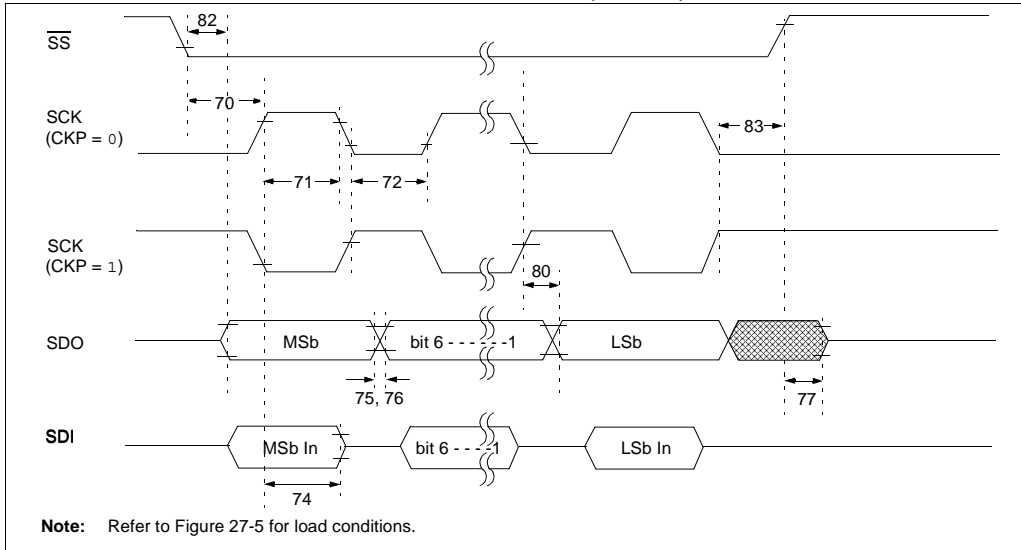 82
SS
70
SCK
(CKP = 0)
83
71
72
SCK
(CKP = 1)
80
SDO
MSb
bit 6 - - - - - -1
LSb
75, 76
77
SDI
MSb In
bit 6 - - - -1
LSb In
74
Note: Refer to Figure 27-5 for load conditions.